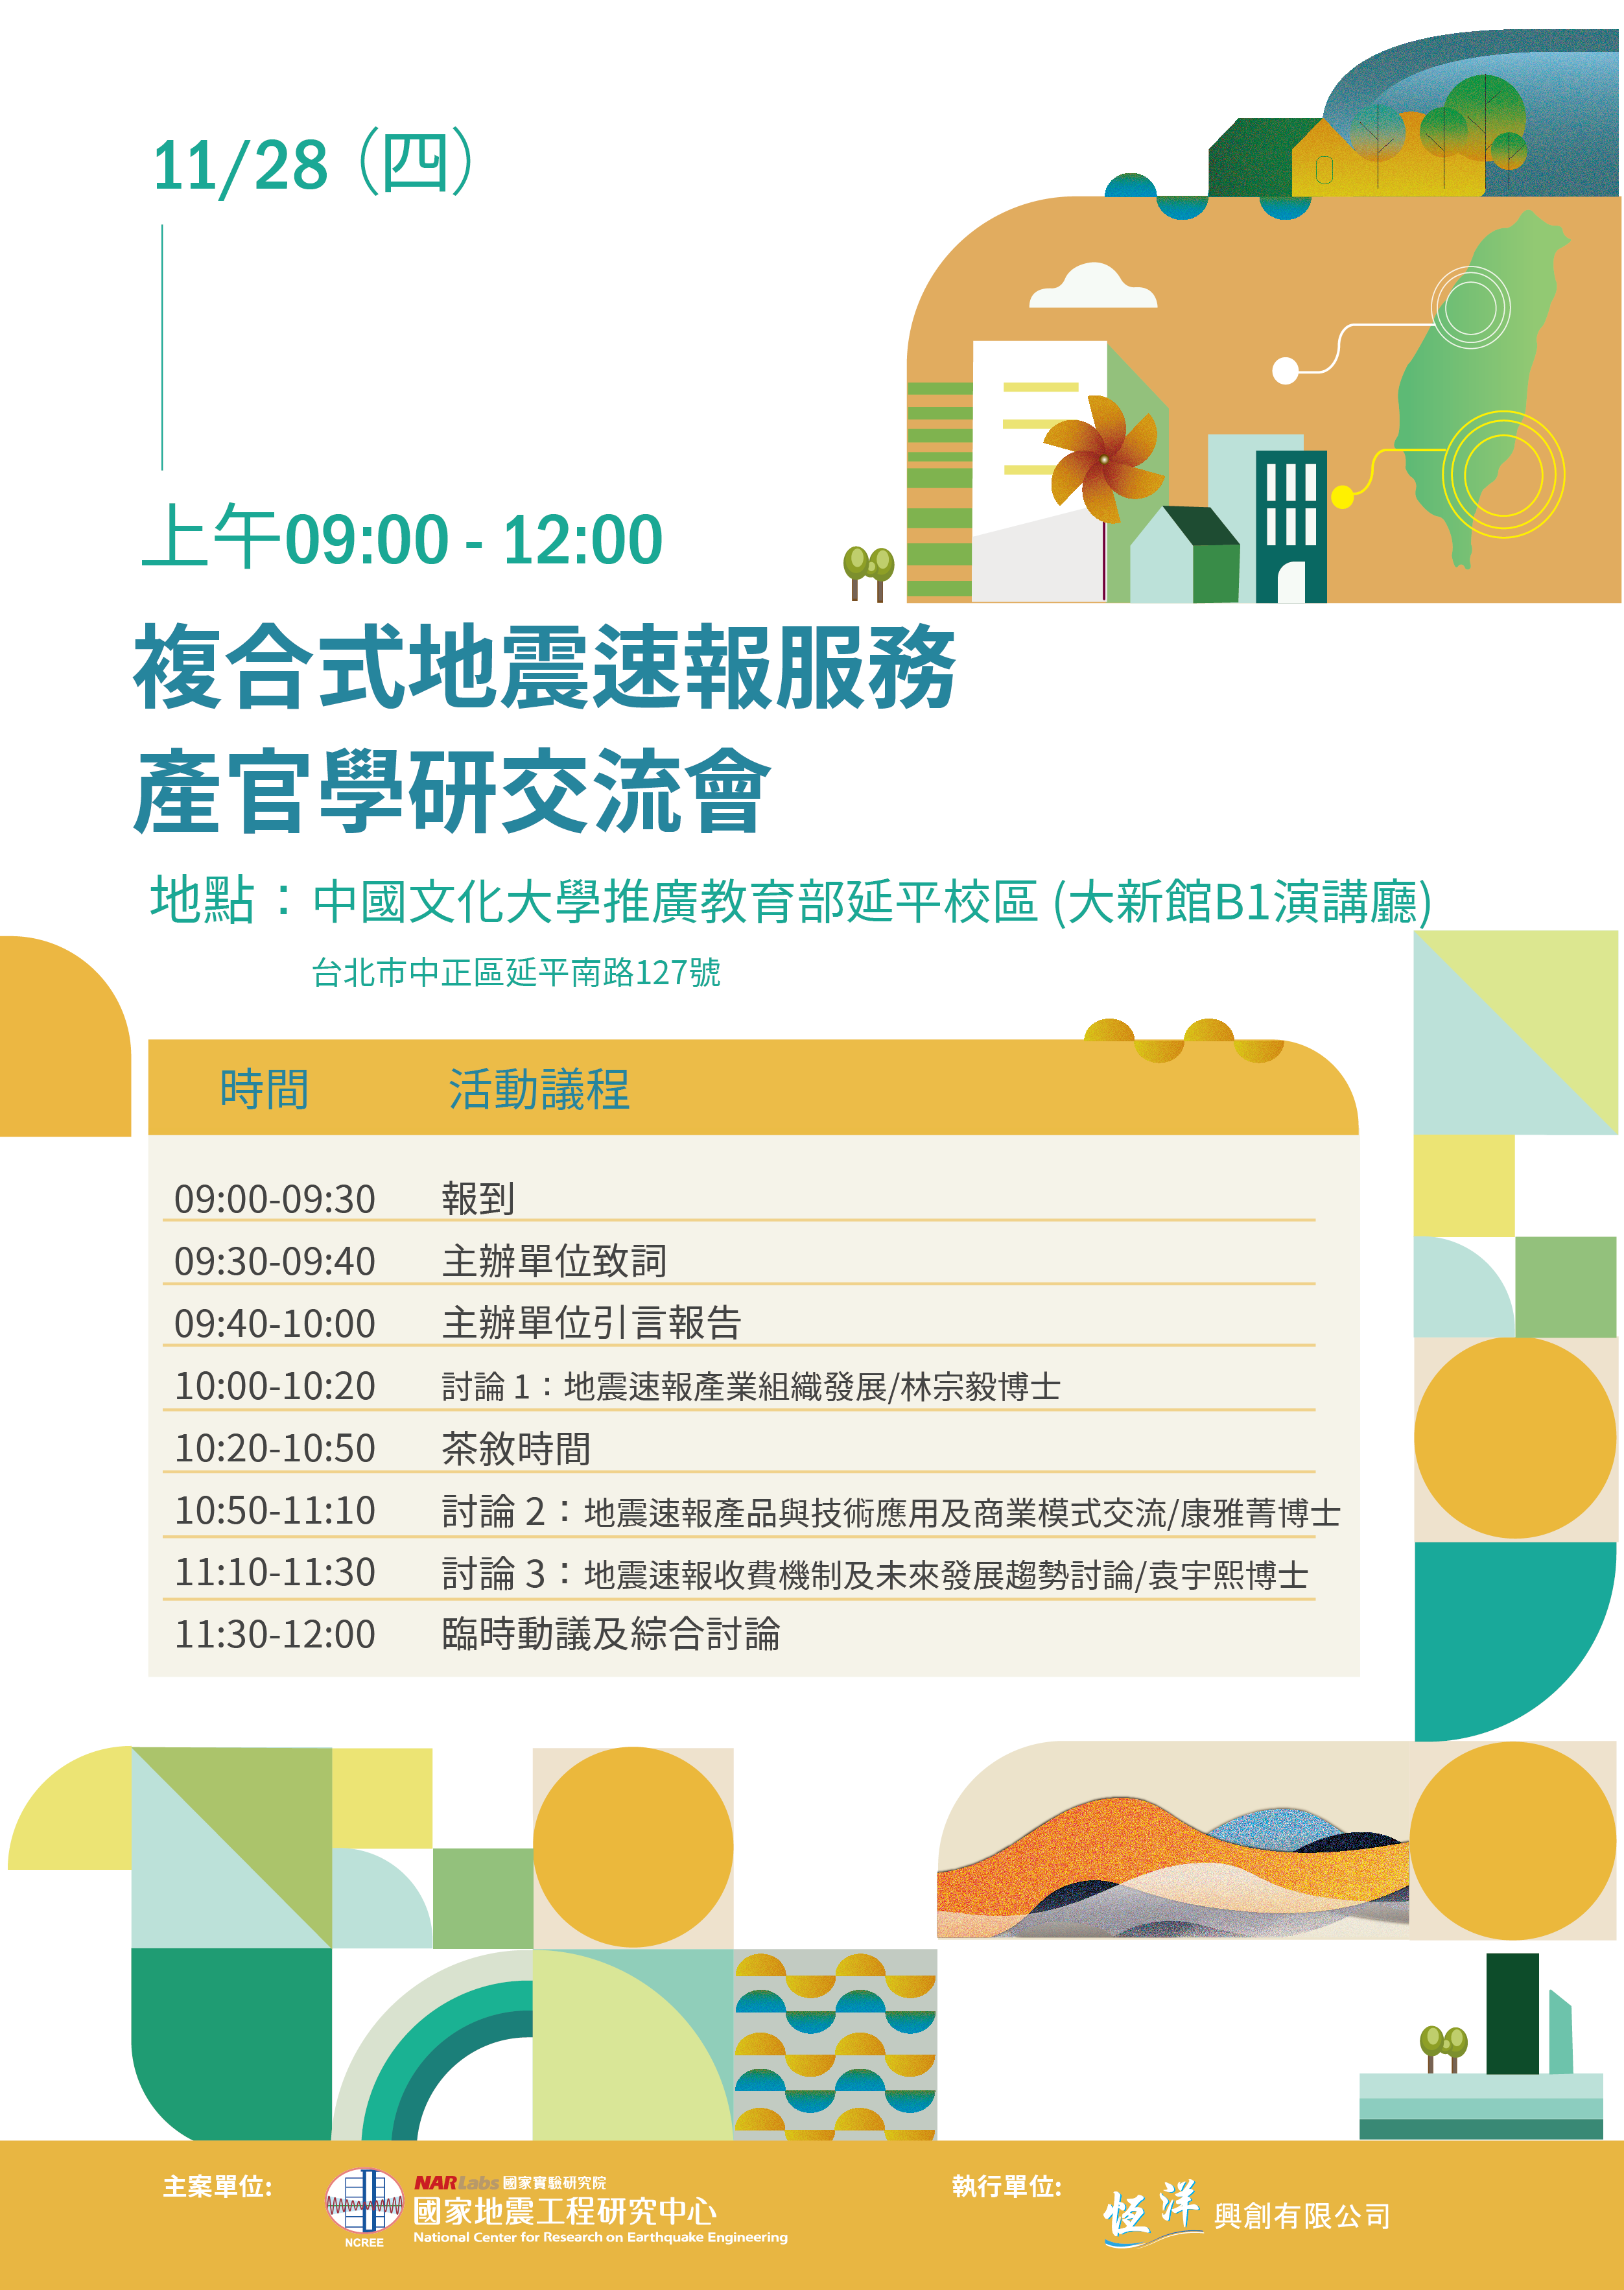 11/28（四）
上午09:00 - 12:00
複合式地震速報服務
產官學研交流會
地點：中國文化大學推廣教育部延平校區 (大新館B1演講廳)
台北市中正區延平南路127號
時間 活動議程
09:00-09:30 報到
09:30-09:40 主辦單位致詞
09:40-10:00 主辦單位引言報告
10:00-10:20 討論 1：地震速報產業組織發展/林宗毅博士
10:20-10:50 茶敘時間
10:50-11:10 討論 2：地震速報產品與技術應用及商業模式交流/康雅菁博士
11:10-11:30 討論 3：地震速報收費機制及未來發展趨勢討論/袁宇熙博士
11:30-12:00 臨時動議及綜合討論
主案單位:
NCREE
NARLabs 國家實驗研究院
國家地震工程研究中心
National Center for Research on Earthquake Engineering
執行單位:
恆洋 興創有限公司